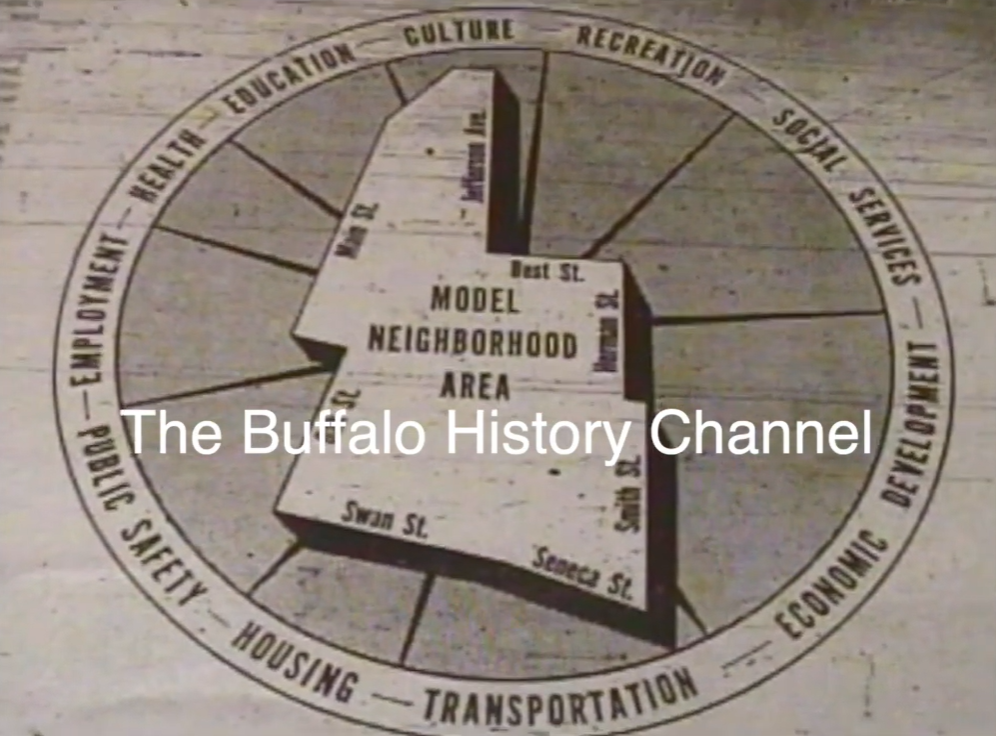 CULTURE — RECREATION — SOCIAL SERVICES — ECONOMIC DEVELOPMENT — TRANSPORTATION — HOUSING — PUBLIC SAFETY — EMPLOYMENT — HEALTH — EDUCATION
Jefferson Ave.
Main St.
Best St.
MODEL
NEIGHBORHOOD
AREA
Herman St.
St.
The Buffalo History Channel
Smith St.
Swan St.
Seneca St.